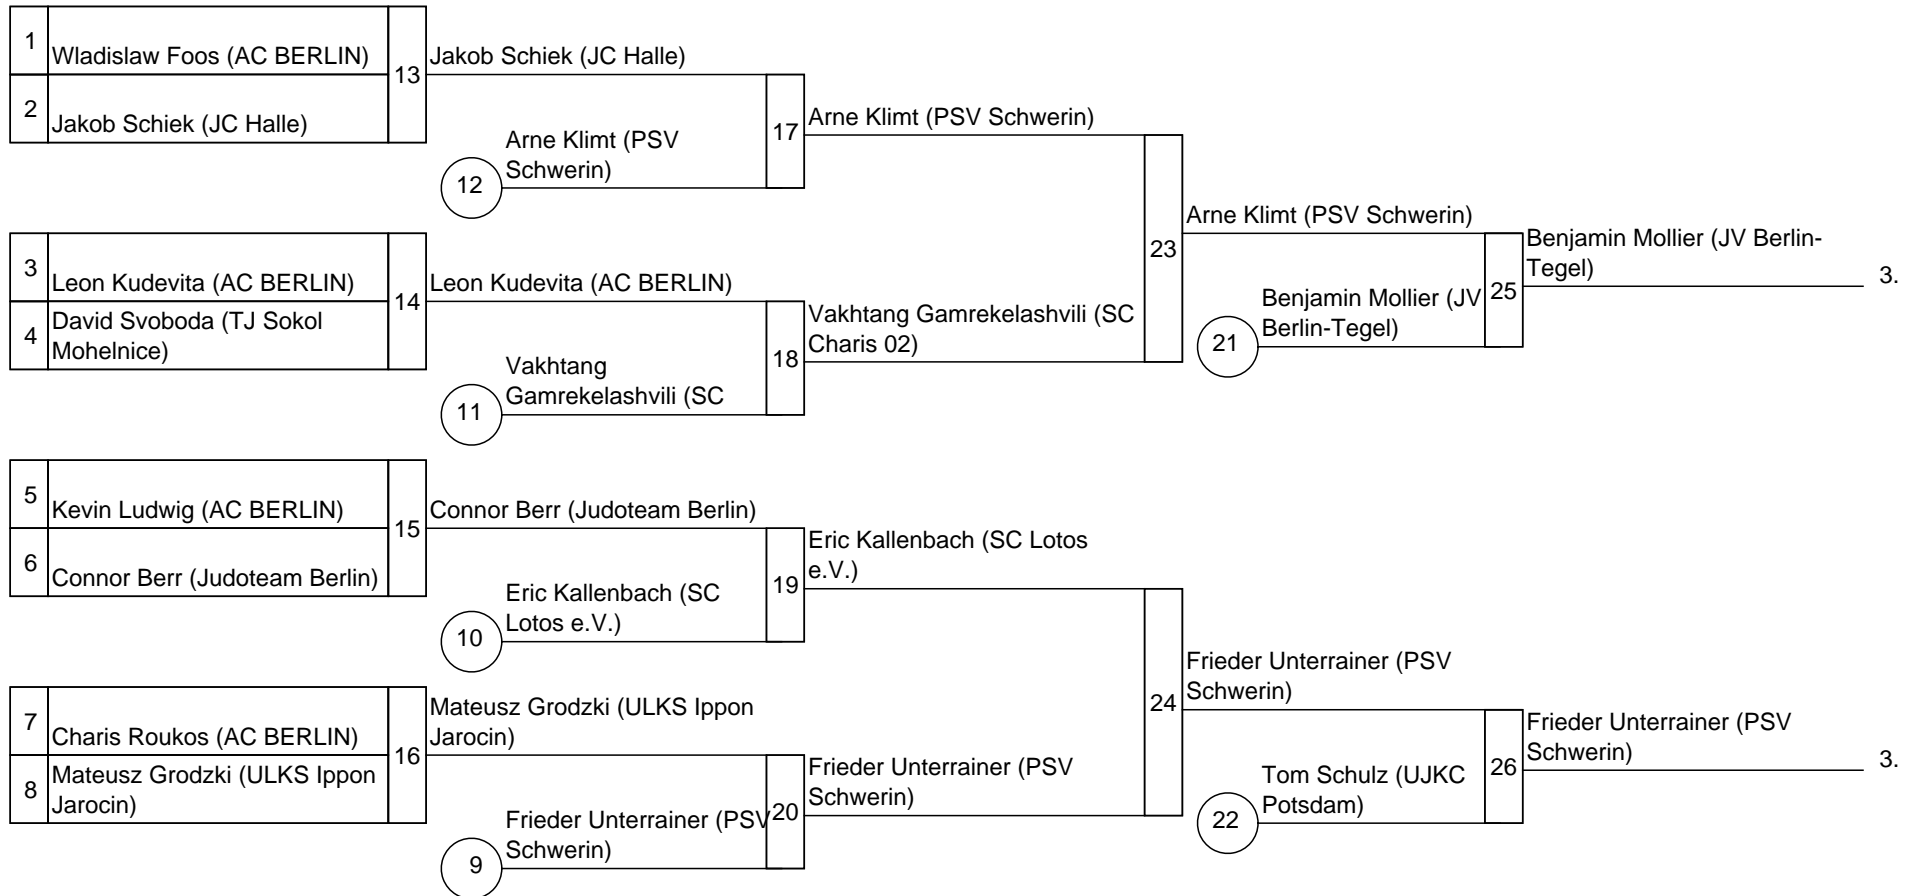 1
Wladislaw Foos (AC BERLIN)
2
Jakob Schiek (JC Halle)
13
Jakob Schiek (JC Halle)
12
Arne Klimt (PSV
Schwerin)
17
Arne Klimt (PSV Schwerin)
3
Leon Kudevita (AC BERLIN)
4
David Svoboda (TJ Sokol
Mohelnice)
14
Leon Kudevita (AC BERLIN)
11
Vakhtang
Gamrekelashvili (SC
18
Vakhtang Gamrekelashvili (SC
Charis 02)
23
Arne Klimt (PSV Schwerin)
21
Benjamin Mollier (JV
Berlin-Tegel)
25
Benjamin Mollier (JV Berlin-
Tegel)
3.
5
Kevin Ludwig (AC BERLIN)
6
Connor Berr (Judoteam Berlin)
15
Connor Berr (Judoteam Berlin)
10
Eric Kallenbach (SC
Lotos e.V.)
19
Eric Kallenbach (SC Lotos
e.V.)
7
Charis Roukos (AC BERLIN)
8
Mateusz Grodzki (ULKS Ippon
Jarocin)
16
Mateusz Grodzki (ULKS Ippon
Jarocin)
9
Frieder Unterrainer (PSV
Schwerin)
20
Frieder Unterrainer (PSV
Schwerin)
24
Frieder Unterrainer (PSV
Schwerin)
22
Tom Schulz (UJKC
Potsdam)
26
Frieder Unterrainer (PSV
Schwerin)
3.